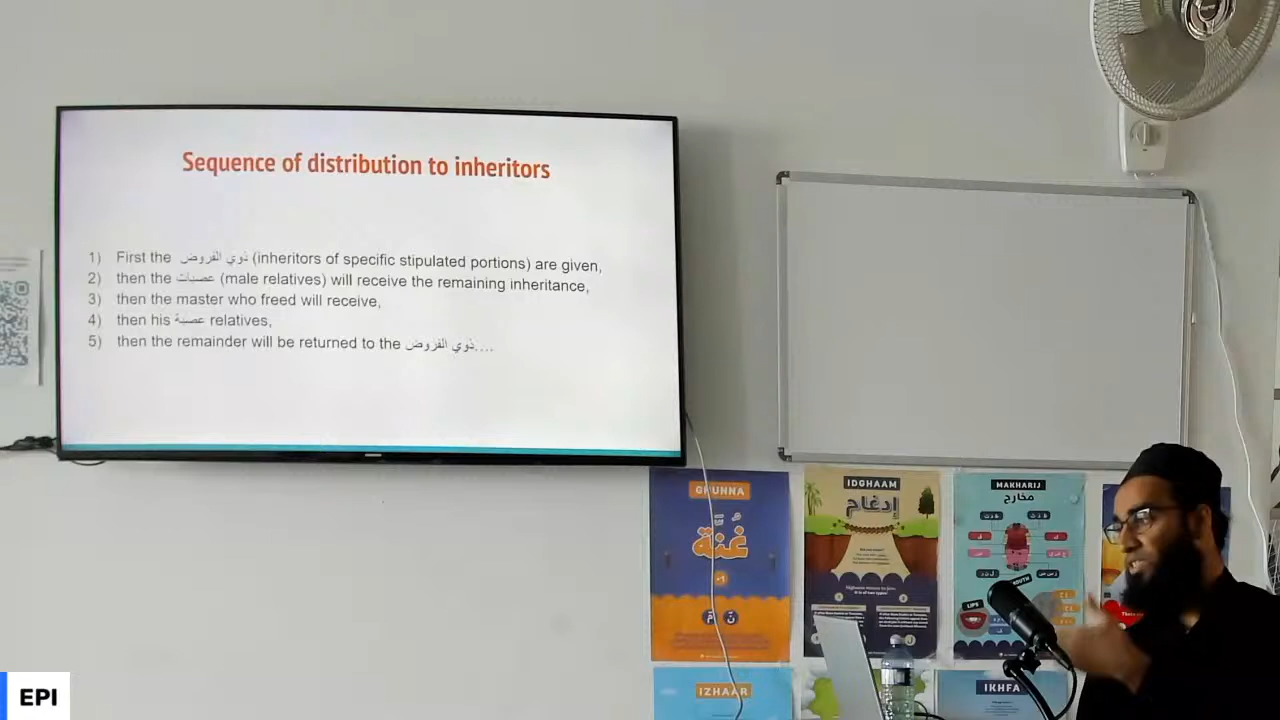 Sequence of distribution to inheritors
1) First the ذوي الفروض (inheritors of specific stipulated portions) are given,
2) then the عصبات (male relatives) will receive the remaining inheritance,
3) then the master who freed will receive,
4) then his عصبة relatives,
5) then the remainder will be returned to the ذوي الفروض....
GHUNNA
غُنَّة
IDGHAAM
إدغام
MAKHARIJ
مخارج
MOUTH
LIPS
IZHAAR
IKHFA
EPI